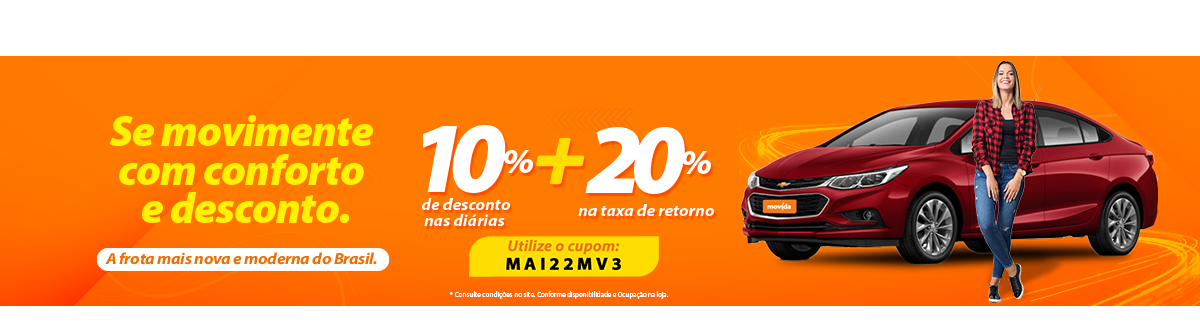 Se movimente
com conforto
e desconto.
A frota mais nova e moderna do Brasil.
10% + 20%
de desconto
nas diárias
na taxa de retorno
Utilize o cupom:
MAI22MV3
* Consulte condições no site. Conforme disponibilidade e Ocupação na loja.
movida